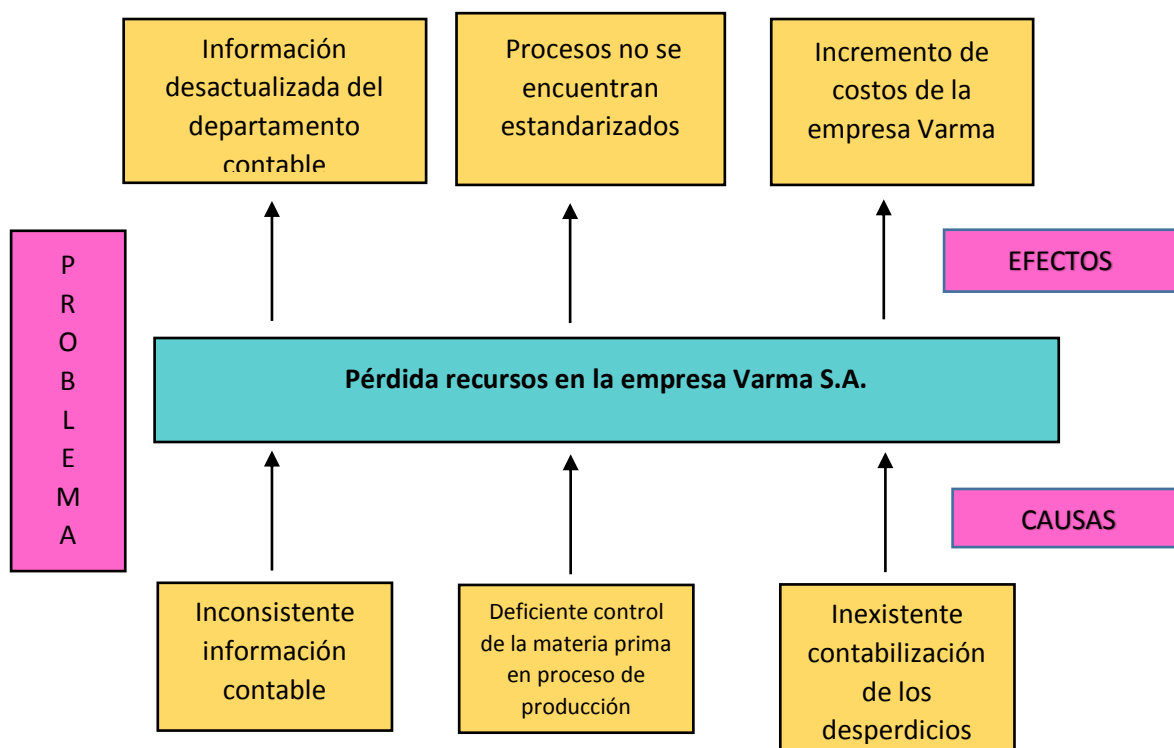 Información
desactualizada del
departamento
contable
Procesos no se
encuentran
estandarizados
Incremento de
costos de la
empresa Varma
P
R
O
B
L
E
M
A
EFECTOS
Pérdida recursos en la empresa Varma S.A.
CAUSAS
Inconsistente
información
contable
Deficiente control
de la materia prima
en proceso de
producción
Inexistente
contabilización
de los
desperdicios